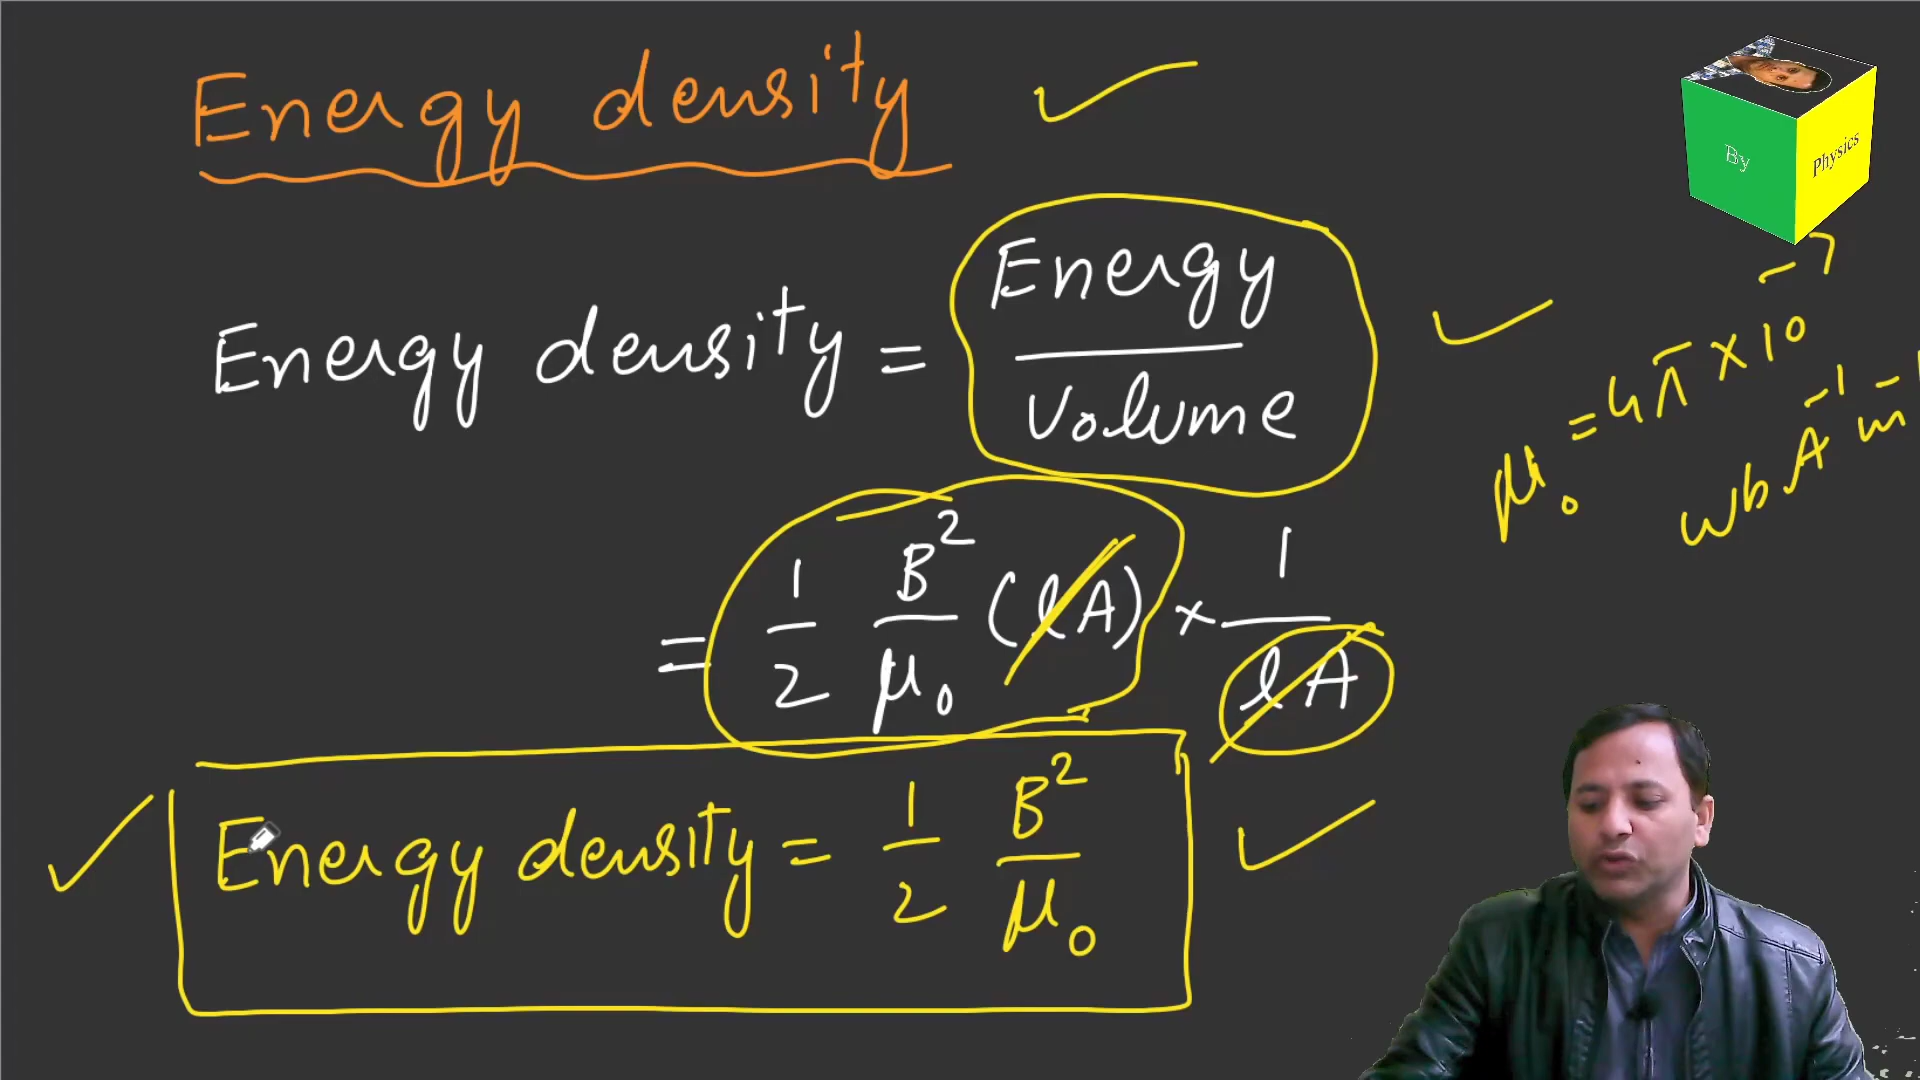 Energy density
By Physics
Energy density = Energy / Volume
μ₀ = 4π × 10⁻⁷
wb A⁻¹ m⁻¹
= 1/2 B²/μ₀ (lA) × 1/lA
Energy density = 1/2 B²/μ₀